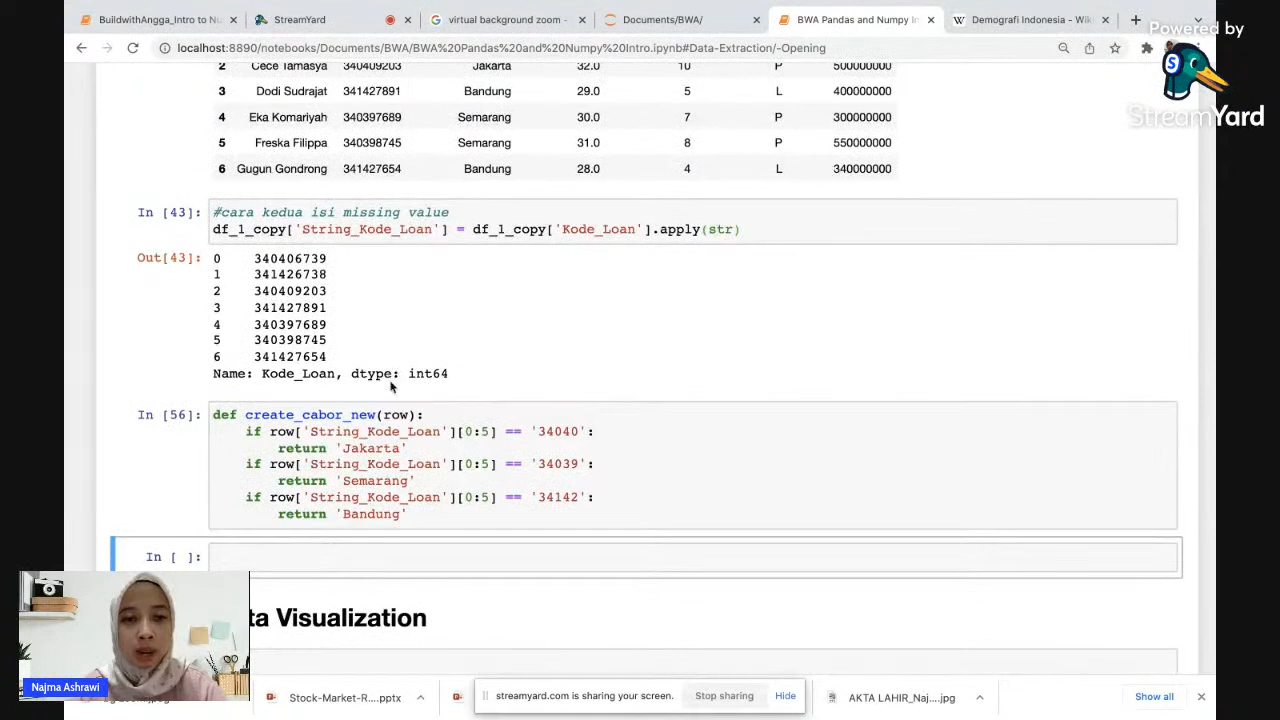 BuildwithAngga_Intro to Nu
StreamYard
virtual background zoom -
Documents/BWA/
BWA Pandas and Numpy In
Demografi Indonesia - Wiki
localhost:8890/notebooks/Documents/BWA/BWA%20Pandas%20and%20Numpy%20Intro.ipynb#Data-Extraction/-Opening
Powered by
StreamYard
2 Cece Tamasya 340409203 Jakarta 32.0 10 P 500000000
3 Dodi Sudrajat 341427891 Bandung 29.0 5 L 400000000
4 Eka Komariyah 340397689 Semarang 30.0 7 P 300000000
5 Freska Filippa 340398745 Semarang 31.0 8 P 550000000
6 Gugun Gondrong 341427654 Bandung 28.0 4 L 340000000
In [43]: #cara kedua isi missing value
df_1_copy['String_Kode_Loan'] = df_1_copy['Kode_Loan'].apply(str)
Out[43]: 0 340406739
1 341426738
2 340409203
3 341427891
4 340397689
5 340398745
6 341427654
Name: Kode_Loan, dtype: int64
In [56]: def create_cabor_new(row):
if row['String_Kode_Loan'][0:5] == '34040':
return 'Jakarta'
if row['String_Kode_Loan'][0:5] == '34039':
return 'Semarang'
if row['String_Kode_Loan'][0:5] == '34142':
return 'Bandung'
In [ ]:
ta Visualization
Najma Ashrawi
Stock-Market-R....pptx
streamyard.com is sharing your screen.
Stop sharing
Hide
AKTA LAHIR_Naj....jpg
Show all